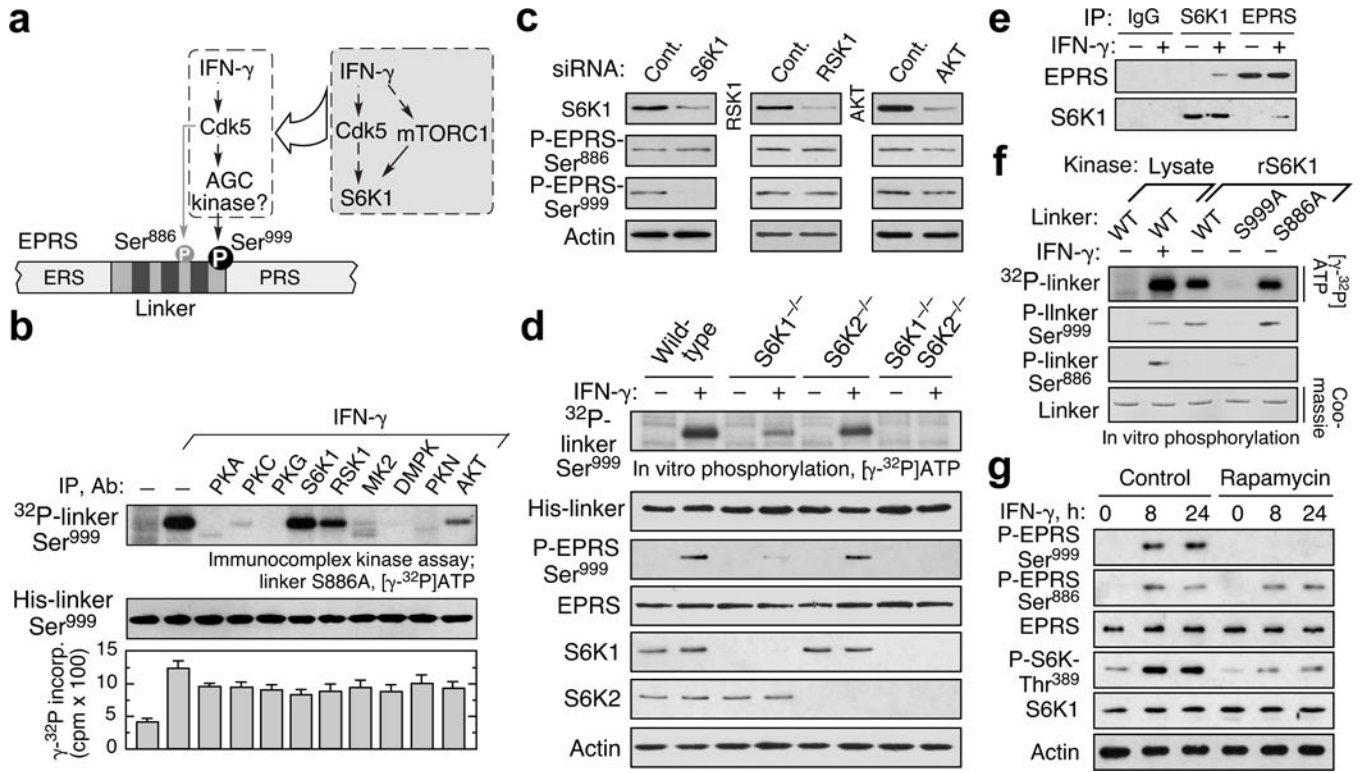 a
IFN-γ
Cdk5
AGC
kinase?
IFN-γ
Cdk5 mTORC1
S6K1
EPRS Ser886 Ser999
P P
ERS PRS
Linker
b
IFN-γ
IP, Ab: – – PKA PKC PKG S6K1 RSK1 MK2 DMPK PKN AKT
32P-linker
Ser999
Immunocomplex kinase assay;
linker S886A, [γ-32P]ATP
His-linker
Ser999
γ-32P incorp.
(cpm x 100)
15
10
5
0
c
siRNA: Cont. S6K1 Cont. RSK1 Cont. AKT
S6K1 RSK1 AKT
P-EPRS-
Ser886
P-EPRS-
Ser999
Actin
d
Wild-
type S6K1–/– S6K2–/– S6K1–/–
S6K2–/–
IFN-γ: – + – + – + – +
32P-
linker
Ser999
In vitro phosphorylation, [γ-32P]ATP
His-linker
P-EPRS
Ser999
EPRS
S6K1
S6K2
Actin
e
IP: IgG S6K1 EPRS
IFN-γ: – + – + – +
EPRS
S6K1
f
Kinase: Lysate rS6K1
Linker: WT WT WT S999A S886A
IFN-γ: – + – – –
32P-linker
[γ-32P]
ATP
P-lInker
Ser999
P-linker
Ser886
Linker
Coo-
massie
In vitro phosphorylation
g
Control Rapamycin
IFN-γ, h: 0 8 24 0 8 24
P-EPRS
Ser999
P-EPRS
Ser886
EPRS
P-S6K-
Thr389
S6K1
Actin